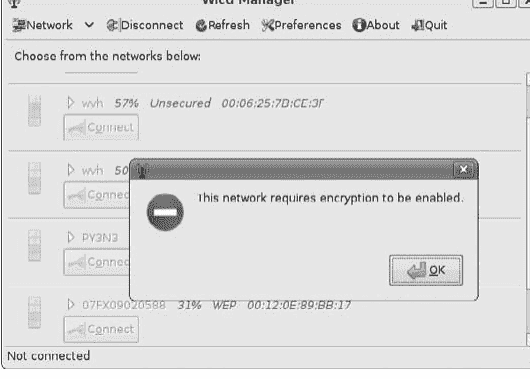 Wicd Manager
Network Disconnect Refresh Preferences About Quit
Choose from the networks below:
wvh 57% Unsecured 00:06:25:7D:CE:3F
Connect
wvh 50
Connec
This network requires encryption to be enabled.
PY3N3
Connec
OK
07FX09020588 31% WEP 00:12:0E:89:BB:17
Connect
Not connected